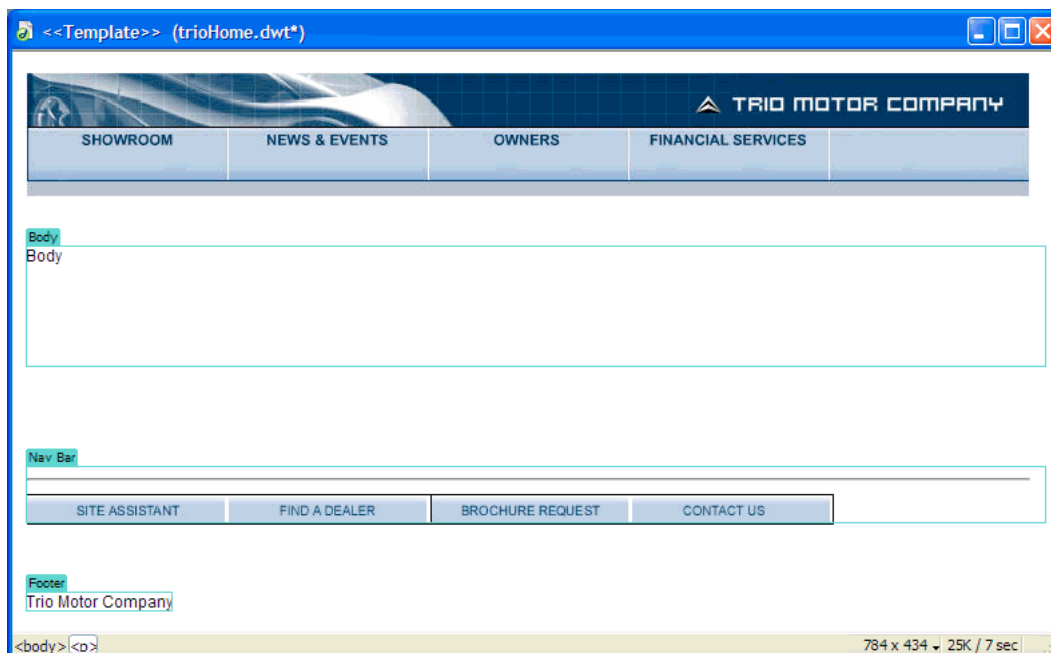 <<Template>> (trioHome.dwt*)
TRIO MOTOR COMPANY
SHOWROOM NEWS & EVENTS OWNERS FINANCIAL SERVICES
Body
Body
Nav Bar
SITE ASSISTANT FIND A DEALER BROCHURE REQUEST CONTACT US
Footer
Trio Motor Company
<body> <p> 784 x 434 25K / 7 sec